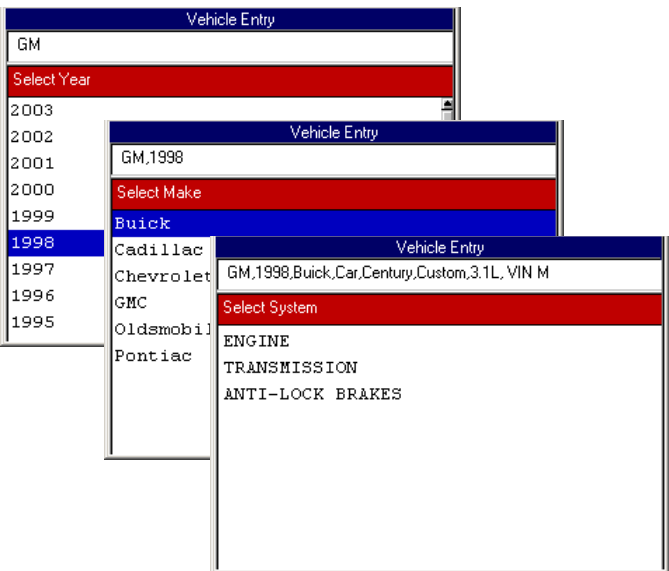 Vehicle Entry
GM
Select Year
2003
2002
2001
2000
1999
1998
1997
1996
1995
Vehicle Entry
GM,1998
Select Make
Buick
Cadillac
Chevrolet
GMC
Oldsmobil
Pontiac
Vehicle Entry
GM,1998,Buick,Car,Century,Custom,3.1L, VIN M
Select System
ENGINE
TRANSMISSION
ANTI-LOCK BRAKES